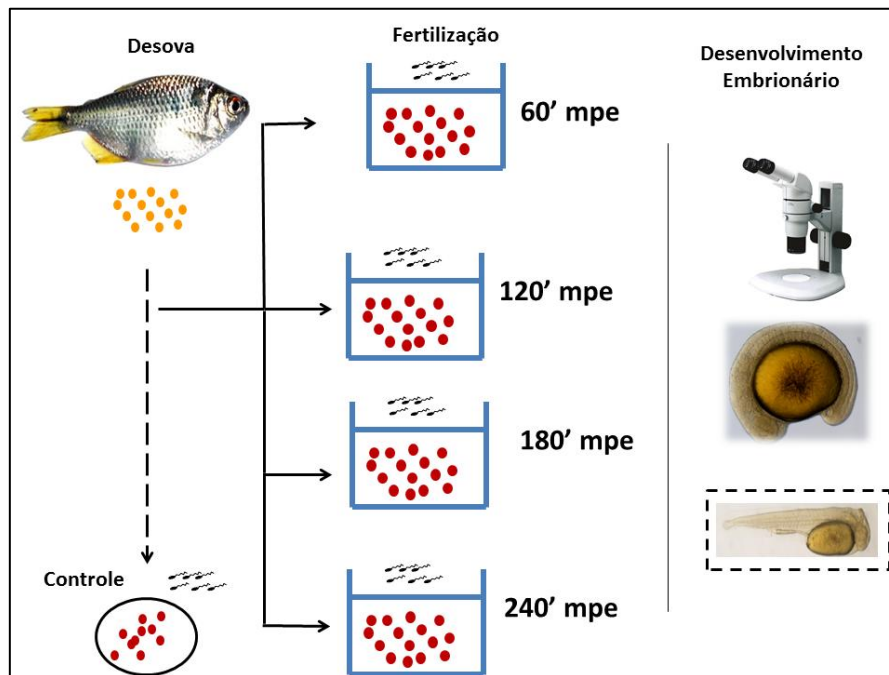 Desova
Fertilização
Desenvolvimento
Embrionário
60’ mpe
120’ mpe
180’ mpe
Controle
240’ mpe